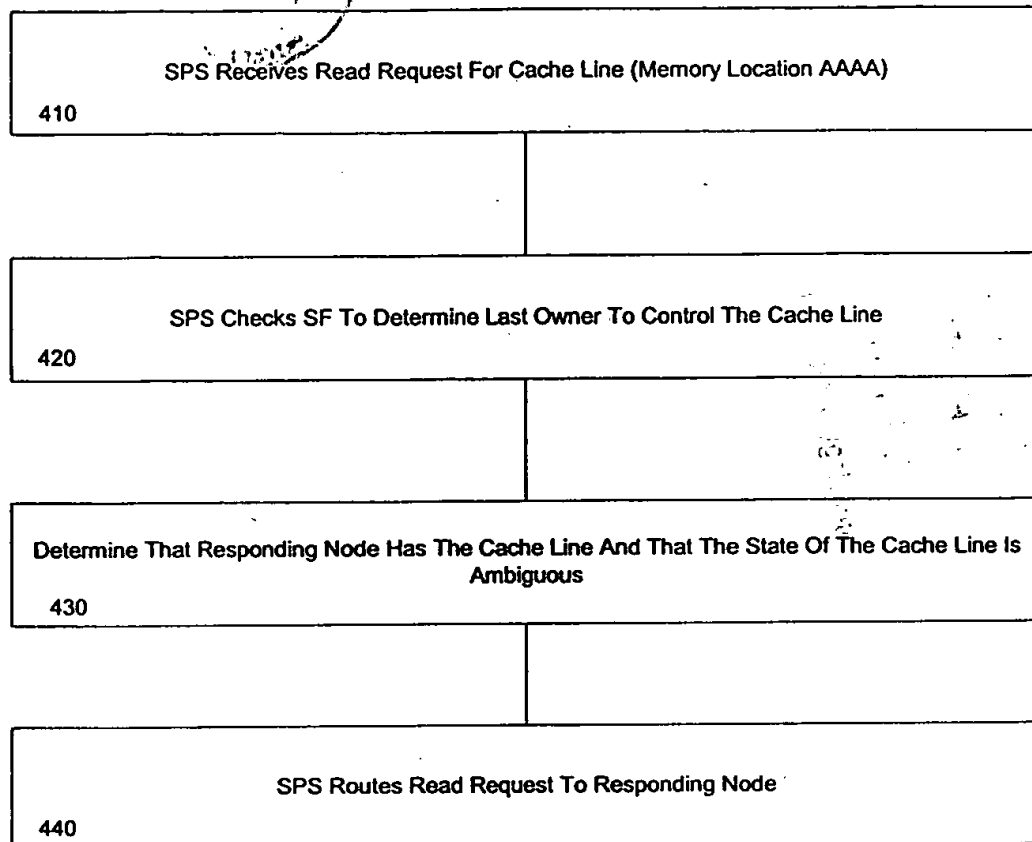 SPS Receives Read Request For Cache Line (Memory Location AAAA)
410
SPS Checks SF To Determine Last Owner To Control The Cache Line
420
Determine That Responding Node Has The Cache Line And That The State Of The Cache Line Is
Ambiguous
430
SPS Routes Read Request To Responding Node
440